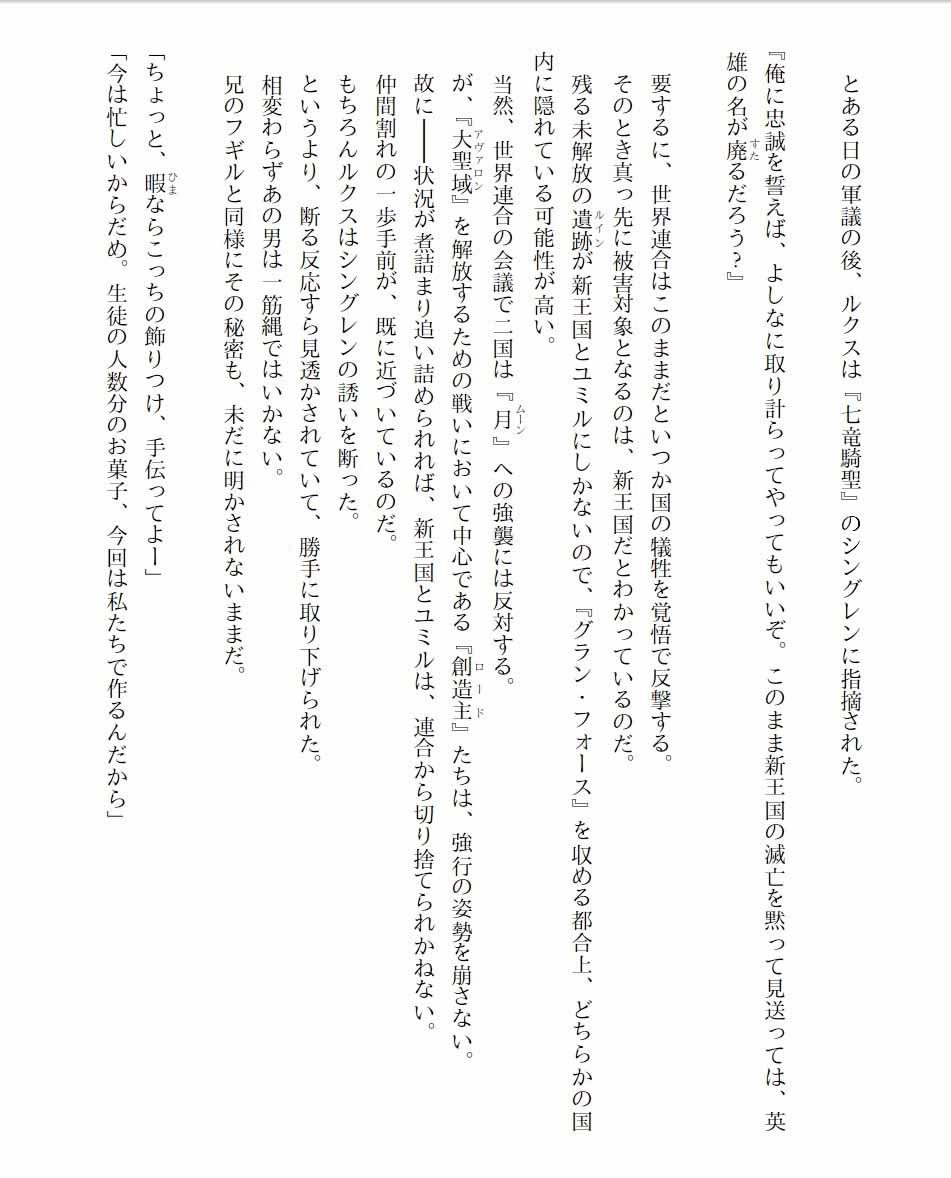 とある日の軍議の後、ルクスは『七竜騎聖』のシングレンに指摘された。
『俺に忠誠を誓えば、よしなに取り計らってやってもいいぞ。このまま新王国の滅亡を黙って見送っては、英
雄の名が廃るだろう？』
要するに、世界連合はこのままだといつか国の犠牲を覚悟で反撃する。
そのとき真っ先に被害対象となるのは、新王国だとわかっているのだ。
残る未解放の遺跡が新王国とユミルにしかないので、『グラン・フォース』を収める都合上、どちらかの国
内に隠れている可能性が高い。
当然、世界連合の会議で二国は『月』への強襲には反対する。
が、『大聖域』を解放するための戦いにおいて中心である『創造主』たちは、強行の姿勢を崩さない。
故に――状況が煮詰まり追い詰められれば、新王国とユミルは、連合から切り捨てられかねない。
仲間割れの一歩手前が、既に近づいているのだ。
もちろんルクスはシングレンの誘いを断った。
というより、断る反応すら見透かされていて、勝手に取り下げられた。
相変わらずあの男は一筋縄ではいかない。
兄のフギルと同様にその秘密も、未だに明かされないままだ。
「ちょっと、暇ならこっちの飾りつけ、手伝ってよー」
「今は忙しいからだめ。生徒の人数分のお菓子、今回は私たちで作るんだから」